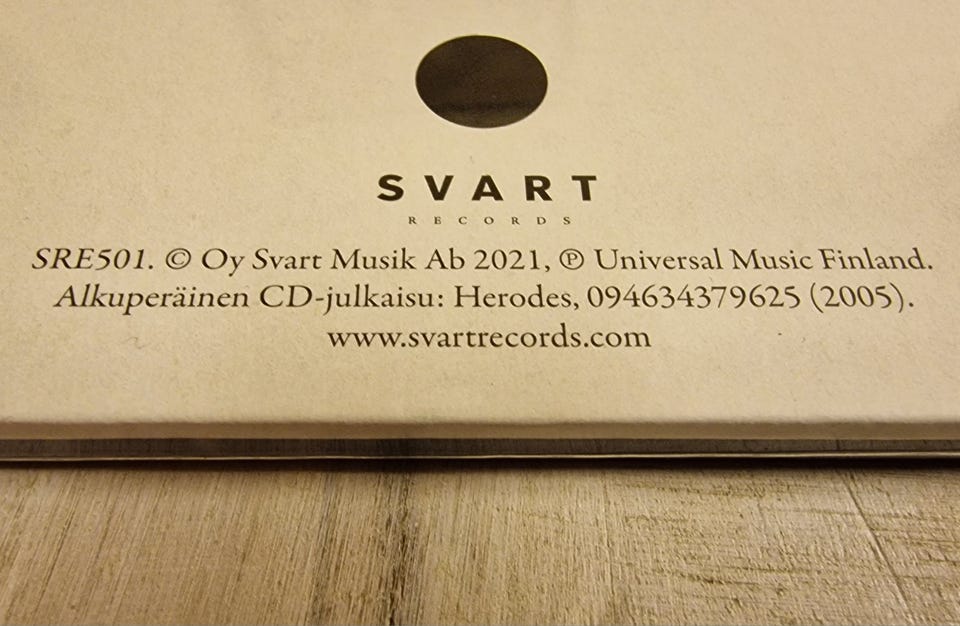 SVART
RECORDS
SRE501. © Oy Svart Musik Ab 2021, ℗ Universal Music Finland.
Alkuperäinen CD-julkaisu: Herodes, 094634379625 (2005).
www.svartrecords.com